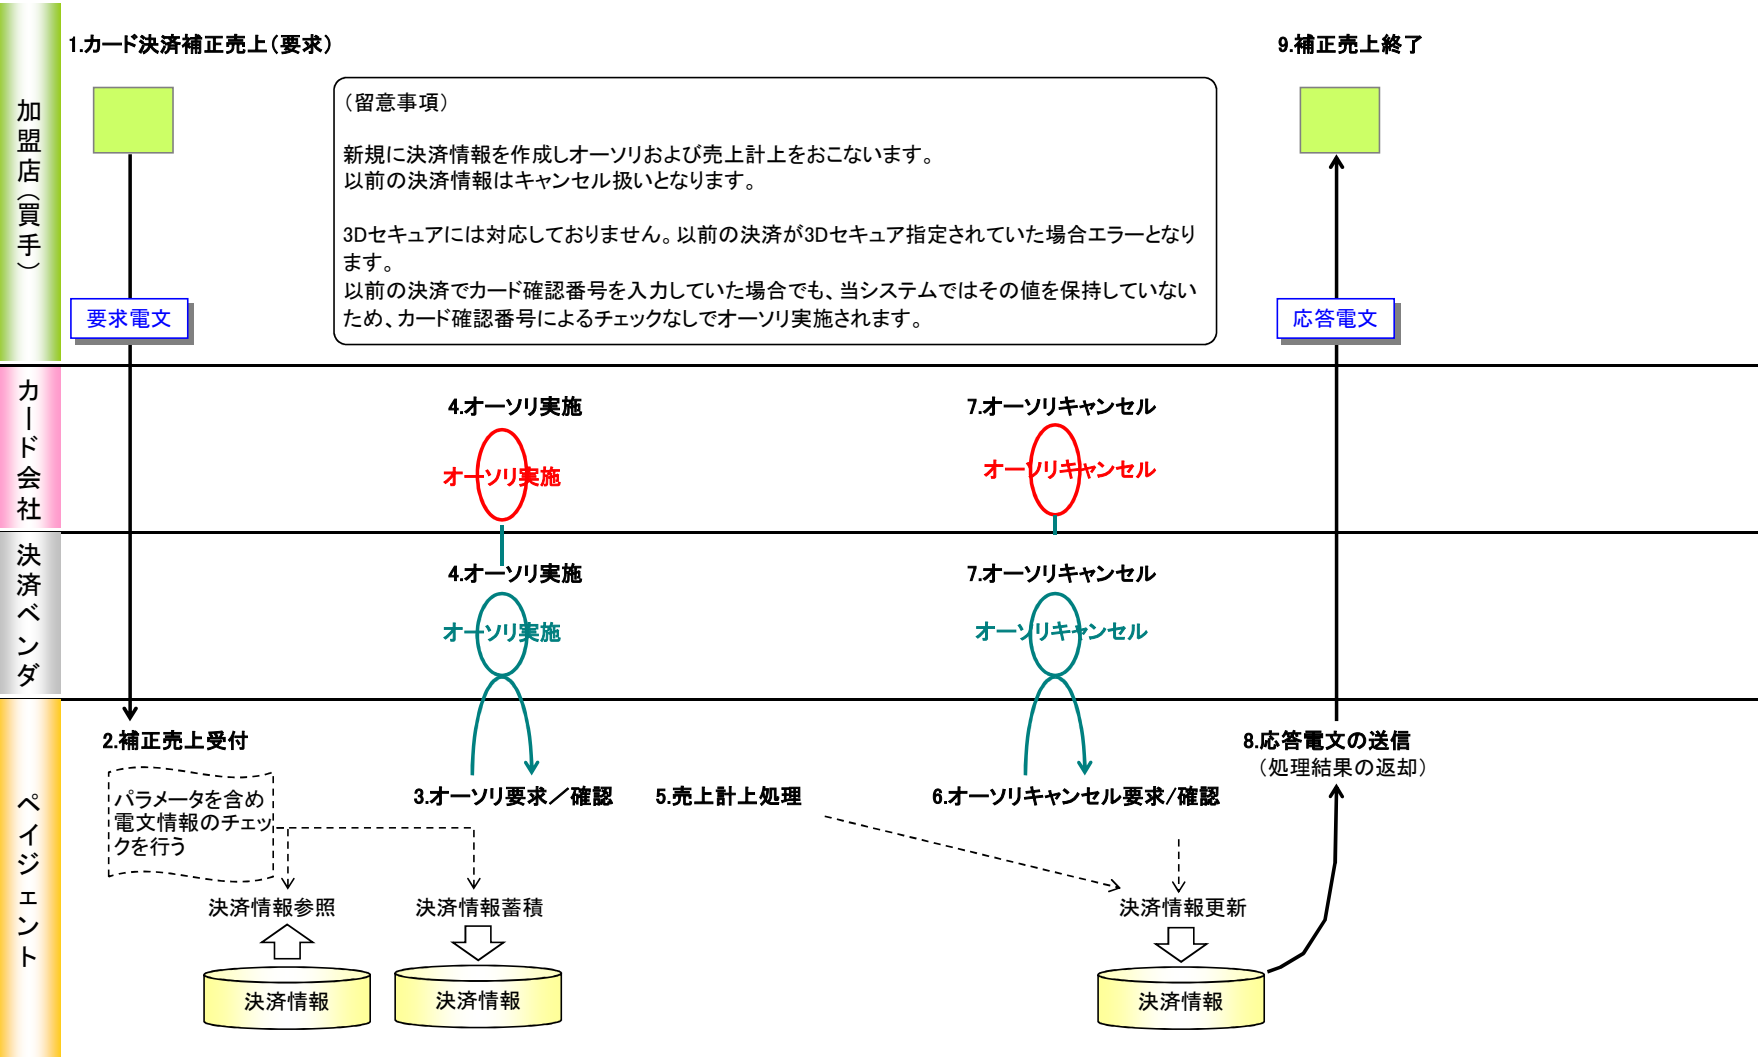 加盟店（買手）
1.カード決済補正売上（要求）
9.補正売上終了
（留意事項）
新規に決済情報を作成しオーソリおよび売上計上をおこないます。
以前の決済情報はキャンセル扱いとなります。
3Dセキュアには対応しておりません。以前の決済が3Dセキュア指定されていた場合エラーとなり
ます。
以前の決済でカード確認番号を入力していた場合でも、当システムではその値を保持していない
ため、カード確認番号によるチェックなしでオーソリ実施されます。
要求電文
応答電文
カード会社
4.オーソリ実施
7.オーソリキャンセル
オーソリ実施
オーソリキャンセル
決済ベンダ
4.オーソリ実施
7.オーソリキャンセル
オーソリ実施
オーソリキャンセル
ペイジェント
2.補正売上受付
8.応答電文の送信
（処理結果の返却）
パラメータを含め
電文情報のチェッ
クを行う
3.オーソリ要求／確認
5.売上計上処理
6.オーソリキャンセル要求/確認
決済情報参照
決済情報蓄積
決済情報更新
決済情報
決済情報
決済情報